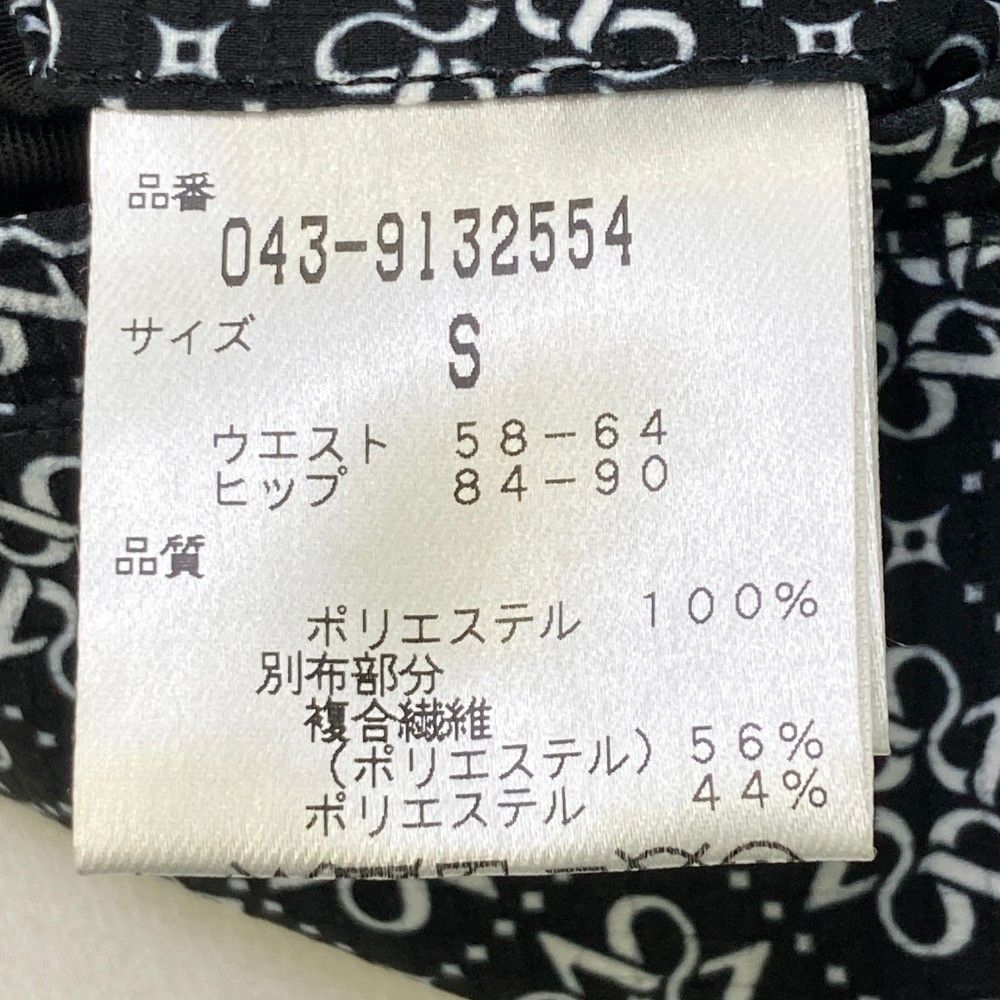 品番
043-9132554
サイズ S
ウエスト 58-64
ヒップ 84-90
品質
ポリエステル 100%
別布部分
複合繊維
(ポリエステル) 56%
ポリエステル 44%